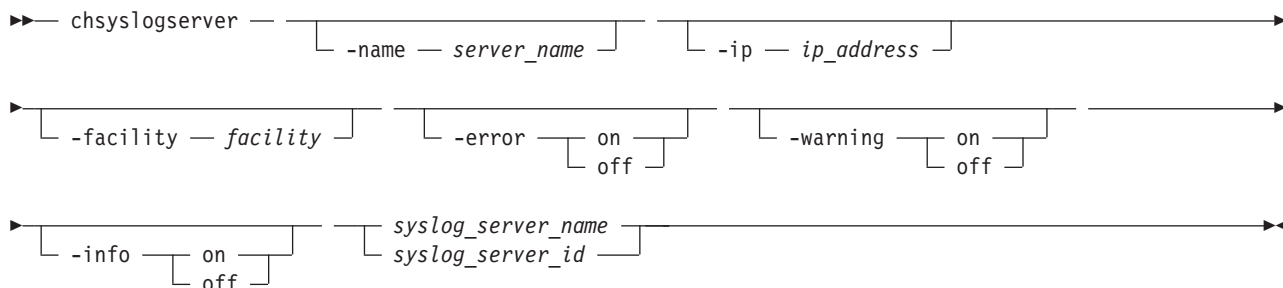 chsyslogserver
-name server_name
-ip ip_address
-facility facility
-error on
off
-warning on
off
-info on
off
syslog_server_name
syslog_server_id